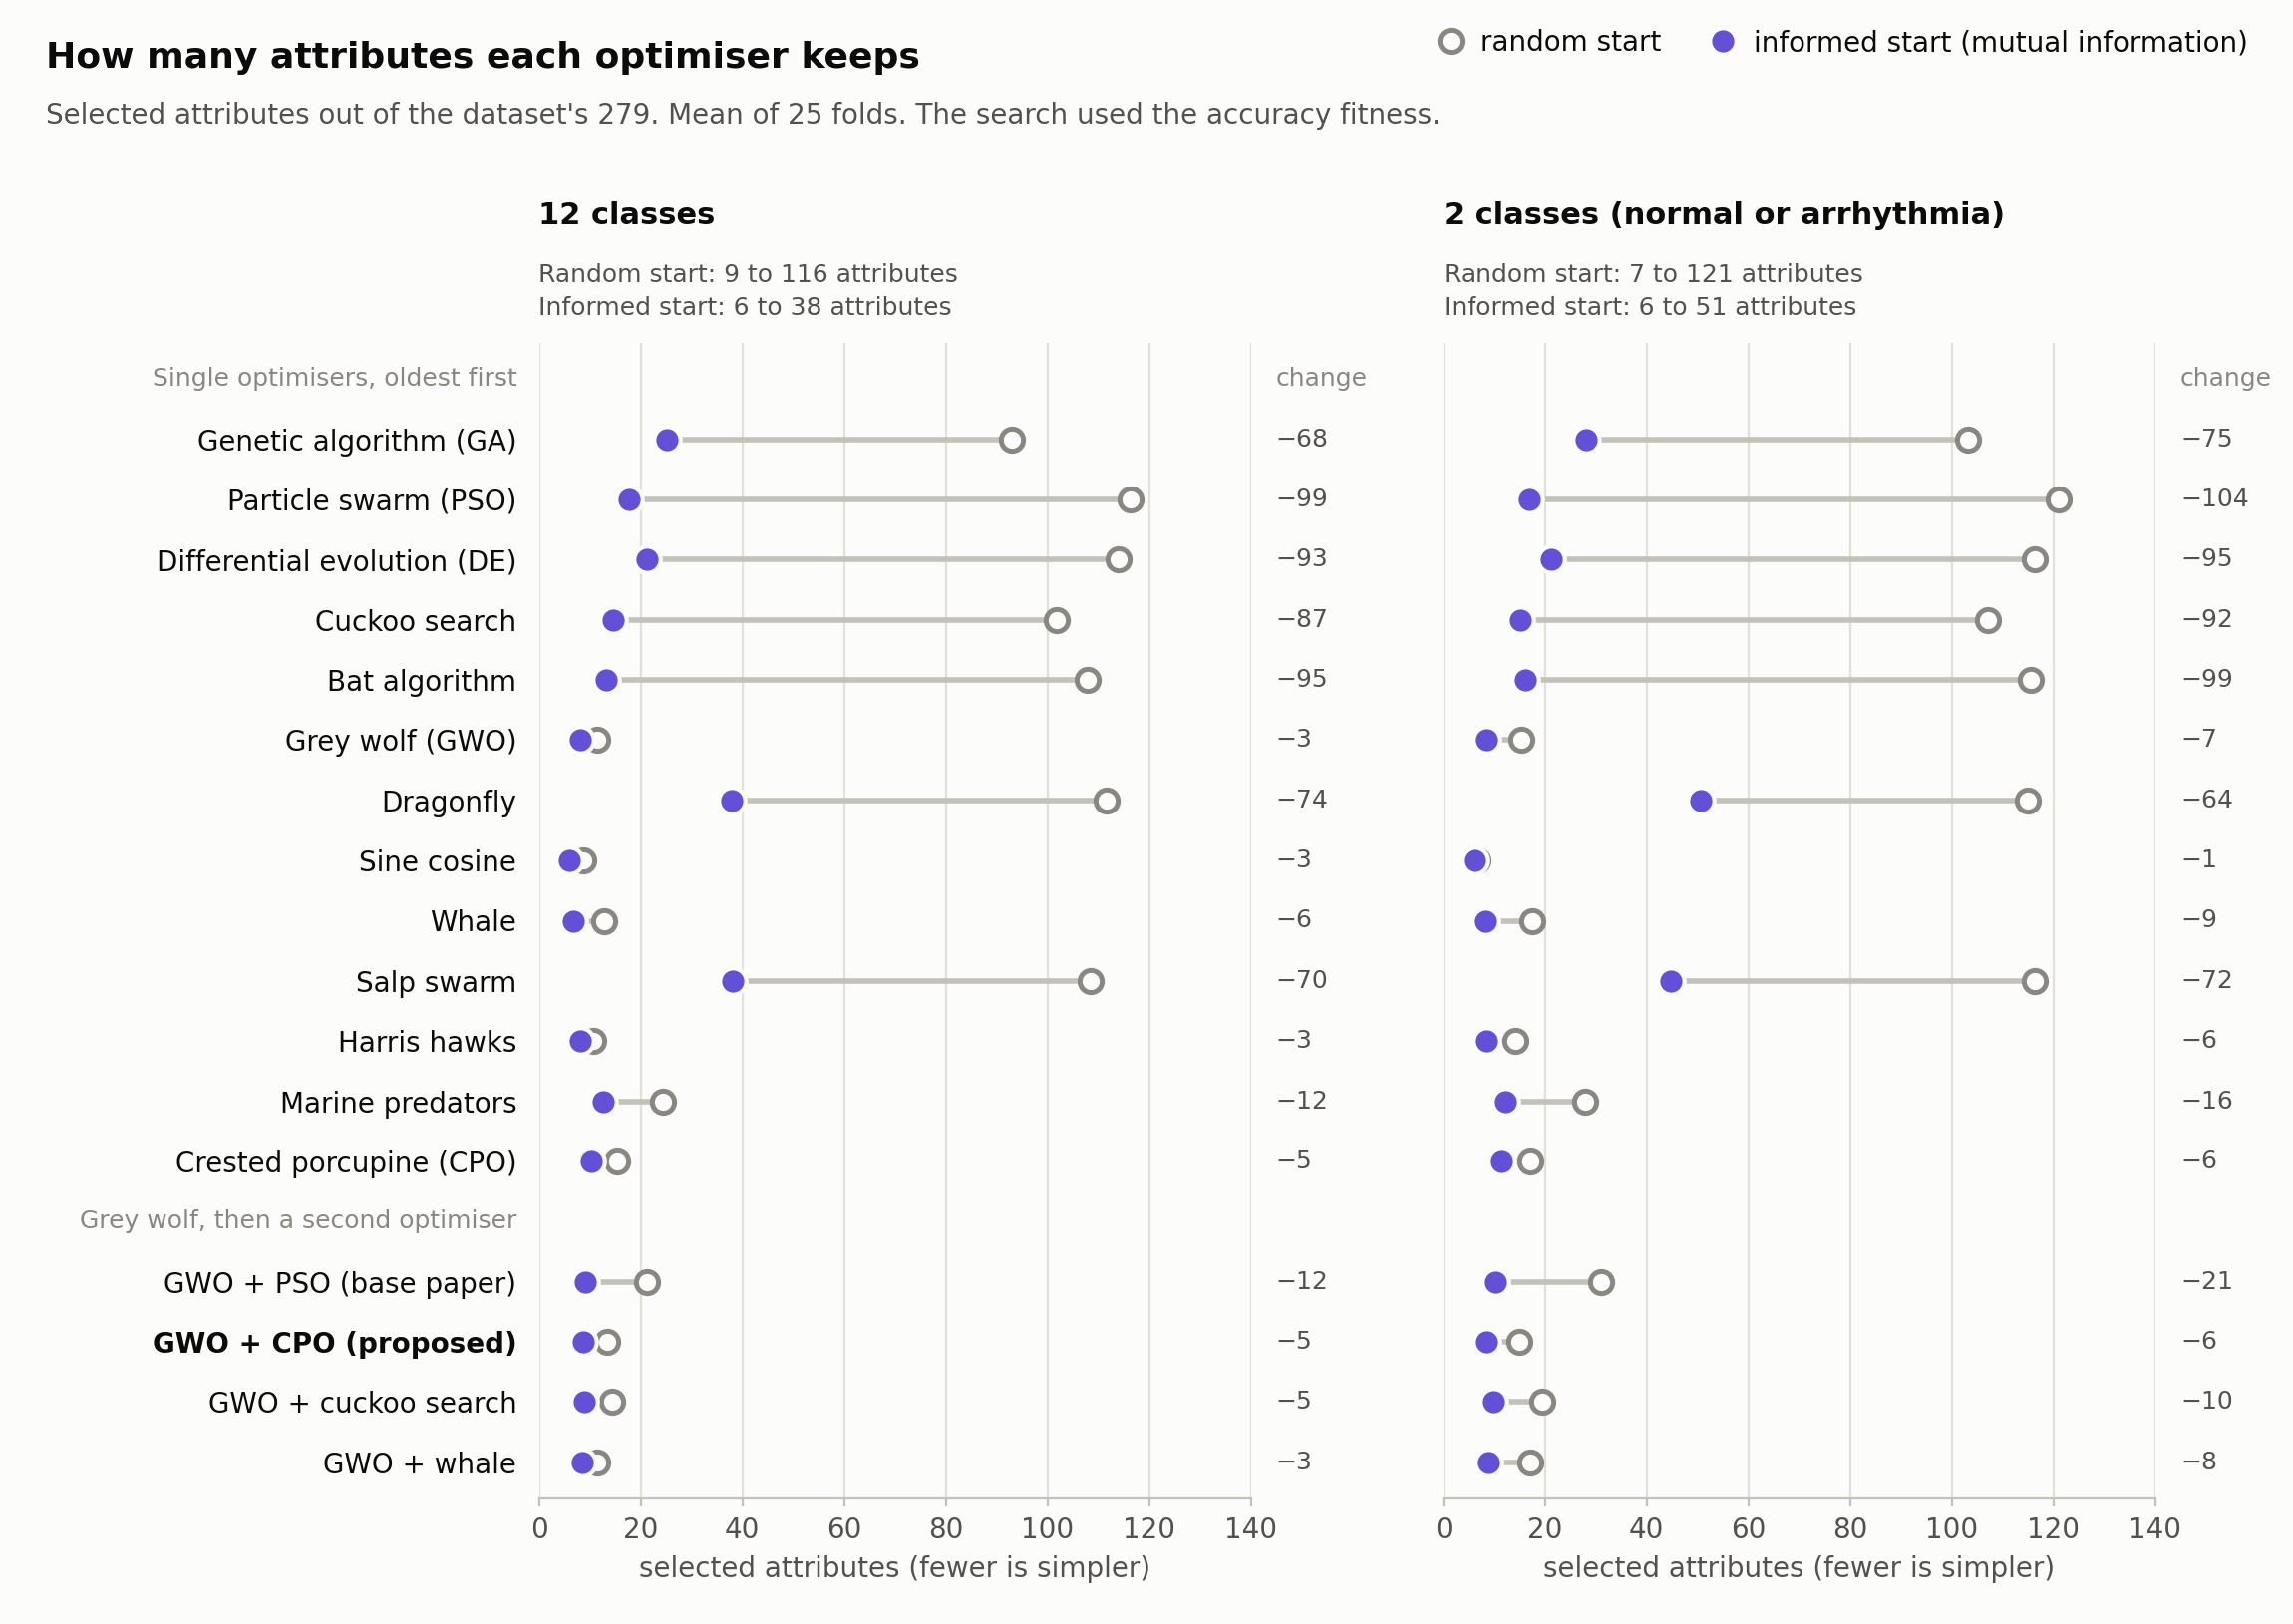 How many attributes each optimiser keeps
random start
informed start (mutual information)
Selected attributes out of the dataset's 279. Mean of 25 folds. The search used the accuracy fitness.
12 classes
Random start: 9 to 116 attributes
Informed start: 6 to 38 attributes
2 classes (normal or arrhythmia)
Random start: 7 to 121 attributes
Informed start: 6 to 51 attributes
Single optimisers, oldest first change change
Genetic algorithm (GA) −68 −75
Particle swarm (PSO) −99 −104
Differential evolution (DE) −93 −95
Cuckoo search −87 −92
Bat algorithm −95 −99
Grey wolf (GWO) −3 −7
Dragonfly −74 −64
Sine cosine −3 −1
Whale −6 −9
Salp swarm −70 −72
Harris hawks −3 −6
Marine predators −12 −16
Crested porcupine (CPO) −5 −6
Grey wolf, then a second optimiser
GWO + PSO (base paper) −12 −21
GWO + CPO (proposed) −5 −6
GWO + cuckoo search −5 −10
GWO + whale −3 −8
0 20 40 60 80 100 120 140 0 20 40 60 80 100 120 140
selected attributes (fewer is simpler) selected attributes (fewer is simpler)